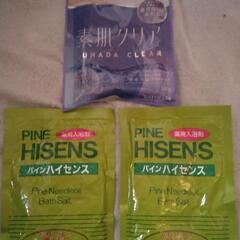 素肌クリア
SUHADA CLEAR
PINE
薬用入浴剤
HISENS
パインハイセンス
Pine Needles
Bath Salt
PINE
薬用入浴剤
HISENS
パインハイセンス
Pine Needles
Bath Salt